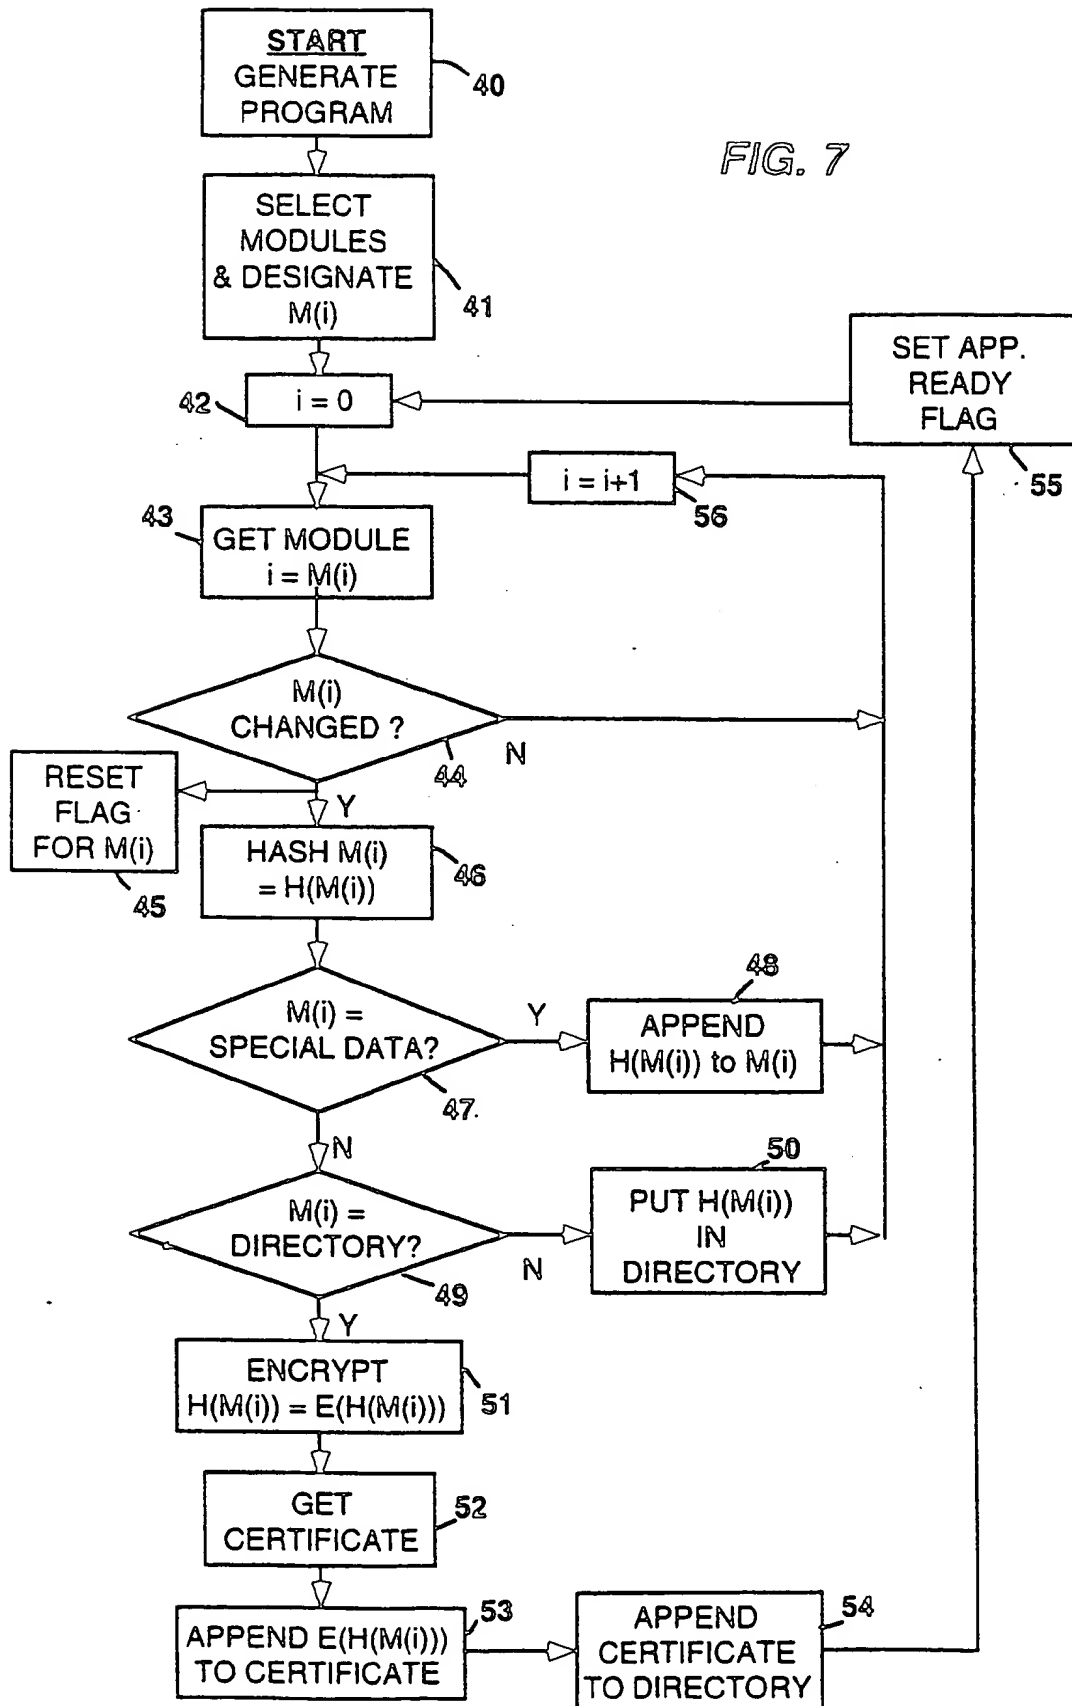 START
GENERATE
PROGRAM
40
FIG. 7
SELECT
MODULES
& DESIGNATE
M(i)
41
SET APP.
READY
FLAG
55
42
i = 0
i = i+1
56
43
GET MODULE
i = M(i)
M(i)
CHANGED ?
44
N
Y
RESET
FLAG
FOR M(i)
45
HASH M(i)
= H(M(i))
46
M(i) =
SPECIAL DATA?
47
Y
N
48
APPEND
H(M(i)) to M(i)
M(i) =
DIRECTORY?
49
N
Y
50
PUT H(M(i))
IN
DIRECTORY
ENCRYPT
H(M(i)) = E(H(M(i)))
51
GET
CERTIFICATE
52
APPEND E(H(M(i)))
TO CERTIFICATE
53
APPEND
CERTIFICATE
TO DIRECTORY
54